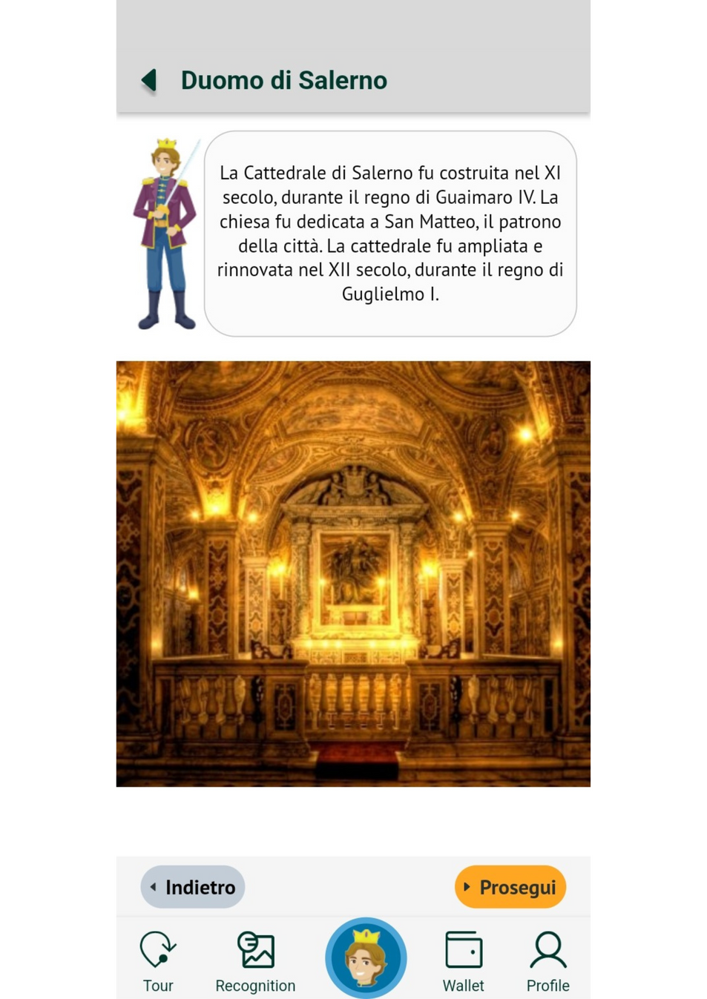 Duomo di Salerno
La Cattedrale di Salerno fu costruita nel XI
secolo, durante il regno di Guaimaro IV. La
chiesa fu dedicata a San Matteo, il patrono
della città. La cattedrale fu ampliata e
rinnovata nel XII secolo, durante il regno di
Guglielmo I.
Indietro
Prosegui
Tour
Recognition
Wallet
Profile